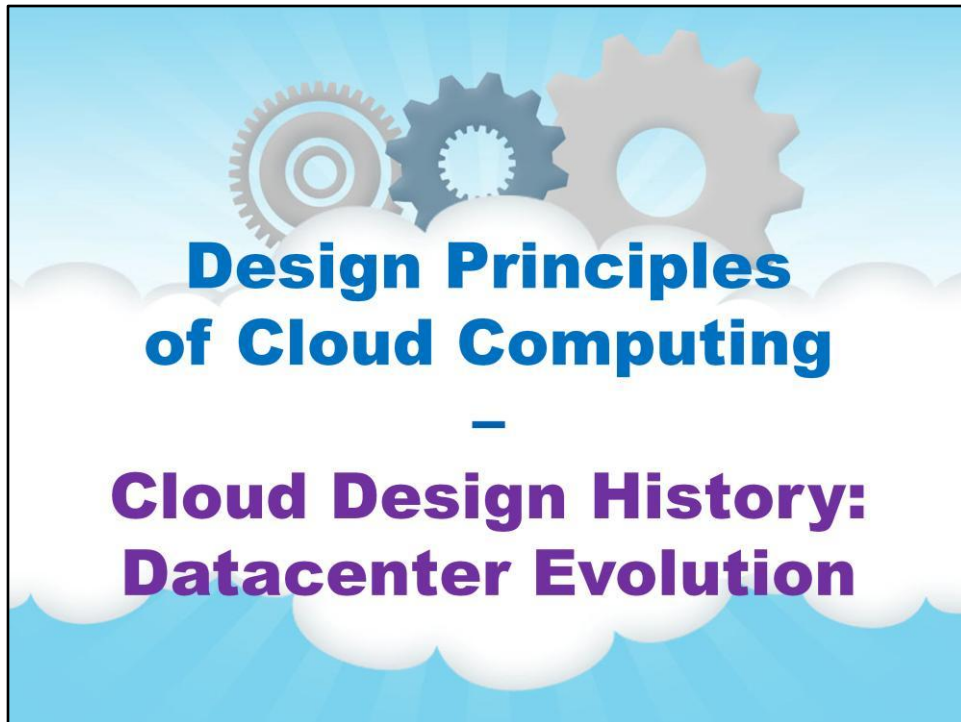 Design Principles
of Cloud Computing
–
Cloud Design History:
Datacenter Evolution